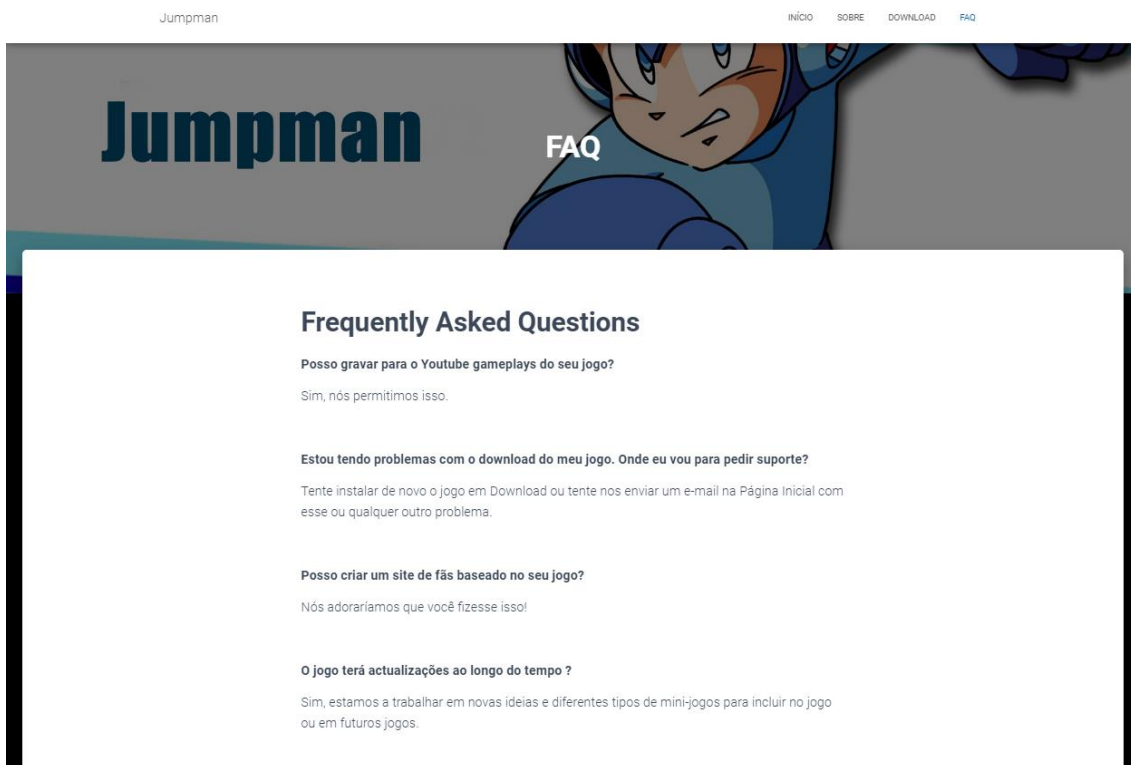 Jumpman
INÍCIO SOBRE DOWNLOAD FAQ
Jumpman
FAQ
Frequently Asked Questions
Posso gravar para o Youtube gameplays do seu jogo?
Sim, nós permitimos isso.
Estou tendo problemas com o download do meu jogo. Onde eu vou para pedir suporte?
Tente instalar de novo o jogo em Download ou tente nos enviar um e-mail na Página Inicial com
esse ou qualquer outro problema.
Posso criar um site de fãs baseado no seu jogo?
Nós adoraríamos que você fizesse isso!
O jogo terá actualizações ao longo do tempo ?
Sim, estamos a trabalhar em novas ideias e diferentes tipos de mini-jogos para incluir no jogo
ou em futuros jogos.